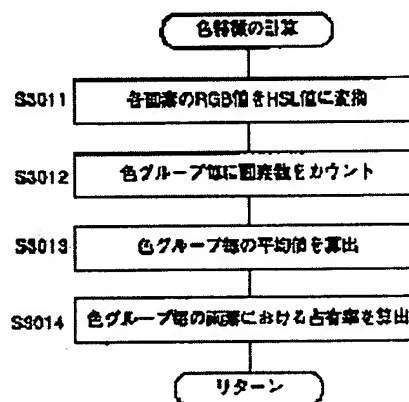 色特徴の計算
S3011 各画素のRGB値をHSL値に変換
S3012 色グループ毎に画素数をカウント
S3013 色グループ毎の平均値を算出
S3014 色グループ毎の画像における占有率を算出
リターン